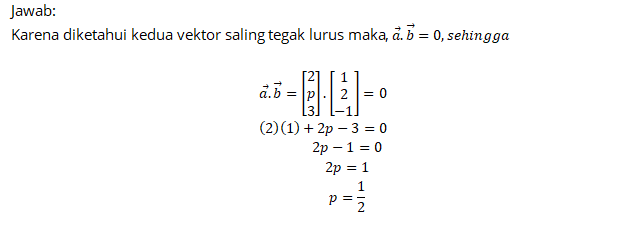 Jawab:
Karena diketahui kedua vektor saling tegak lurus maka, a⃗. b⃗ = 0, sehingga
a⃗. b⃗ = [2 p 3] . [1 2 −1] = 0
(2)(1) + 2p − 3 = 0
2p − 1 = 0
2p = 1
p = 1/2